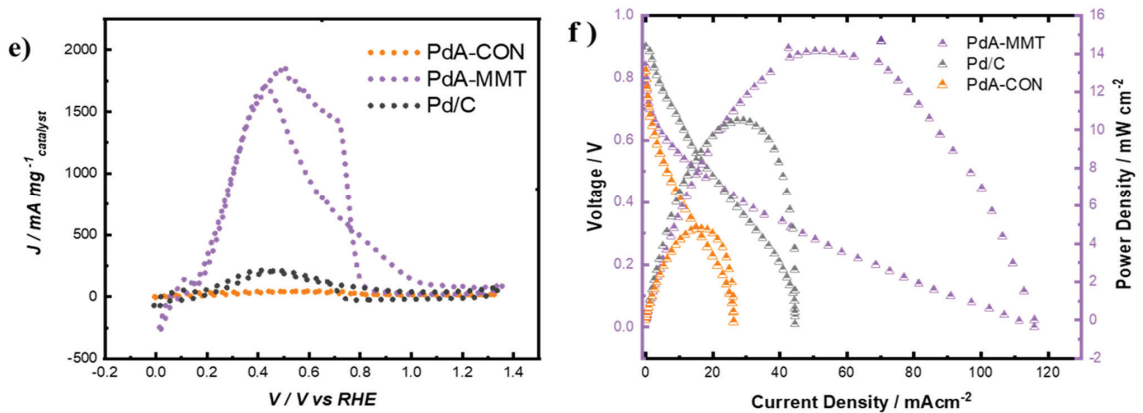 e)
2000
1500
1000
500
0
-500
J / mA mg⁻¹ catalyst
PdA-CON
PdA-MMT
Pd/C
-0.2 0.0 0.2 0.4 0.6 0.8 1.0 1.2 1.4
V / V vs RHE
f)
1.0
0.8
0.6
0.4
0.2
0.0
Voltage / V
PdA-MMT
Pd/C
PdA-CON
16
14
12
10
8
6
4
2
0
-2
Power Density / mW cm⁻²
0 20 40 60 80 100 120
Current Density / mAcm⁻²